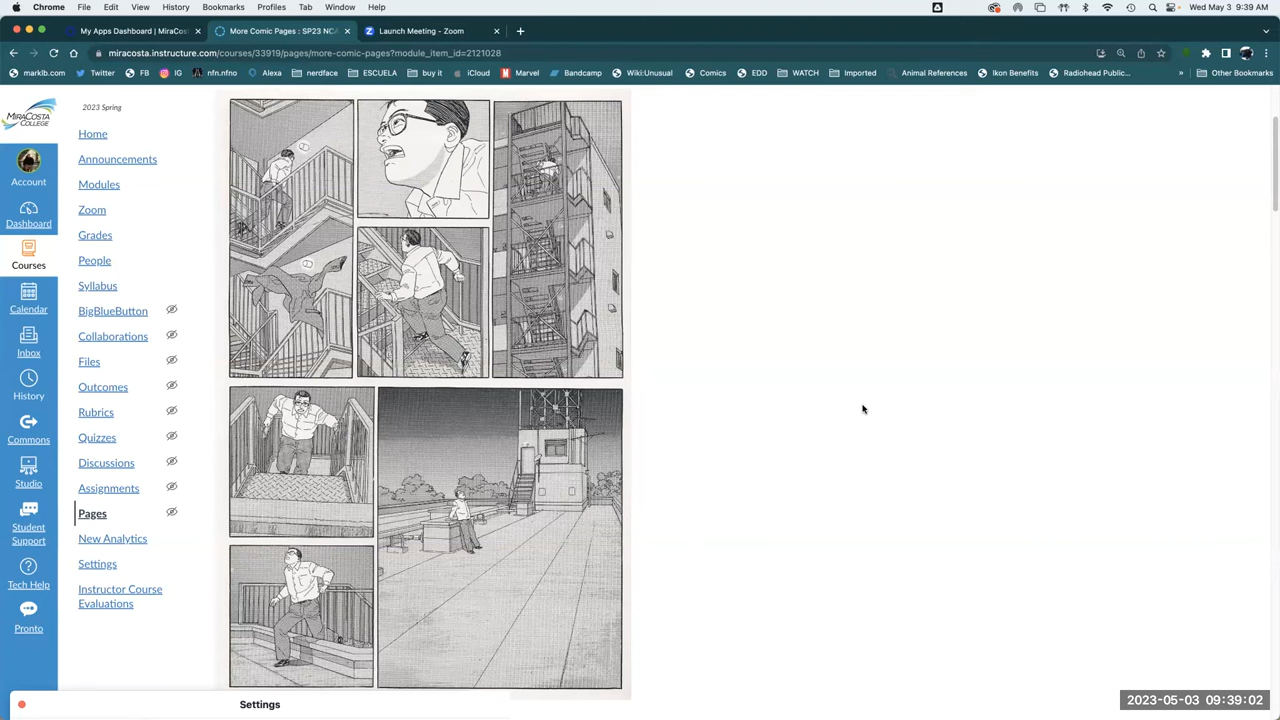 Chrome File Edit View History Bookmarks Profiles Tab Window Help Wed May 3 9:39 AM
My Apps Dashboard | MiraCos More Comic Pages : SP23 NCA Launch Meeting - Zoom
miracosta.instructure.com/courses/33919/pages/more-comic-pages?module_item_id=2121028
marklb.com Twitter FB IG nfn.nfno Alexa nerdface ESCUELA buy it iCloud Marvel Bandcamp Wiki:Unusual Comics EDD WATCH Imported Animal References Ikon Benefits Radiohead Public... » Other Bookmarks
MIRACOSTA
COLLEGE
Account
Dashboard
Courses
Calendar
Inbox
History
Commons
Studio
Student
Support
Tech Help
Pronto
2023 Spring
Home
Announcements
Modules
Zoom
Grades
People
Syllabus
BigBlueButton
Collaborations
Files
Outcomes
Rubrics
Quizzes
Discussions
Assignments
Pages
New Analytics
Settings
Instructor Course
Evaluations
Settings
2023-05-03 09:39:02